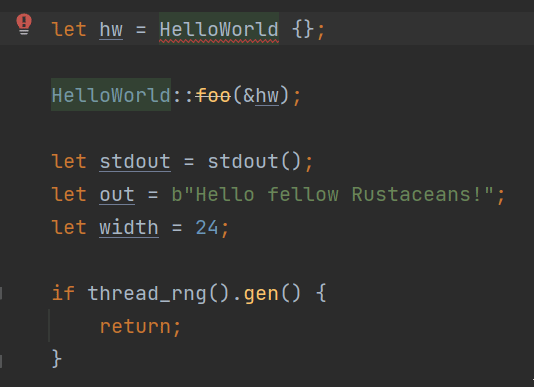 let hw = HelloWorld {};
HelloWorld::foo(&hw);
let stdout = stdout();
let out = b"Hello fellow Rustaceans!";
let width = 24;
if thread_rng().gen() {
return;
}